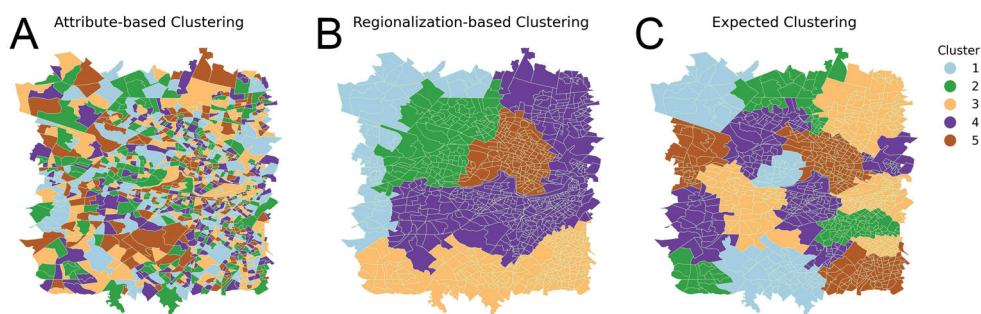 A
Attribute-based Clustering
B
Regionalization-based Clustering
C
Expected Clustering
Cluster
1
2
3
4
5